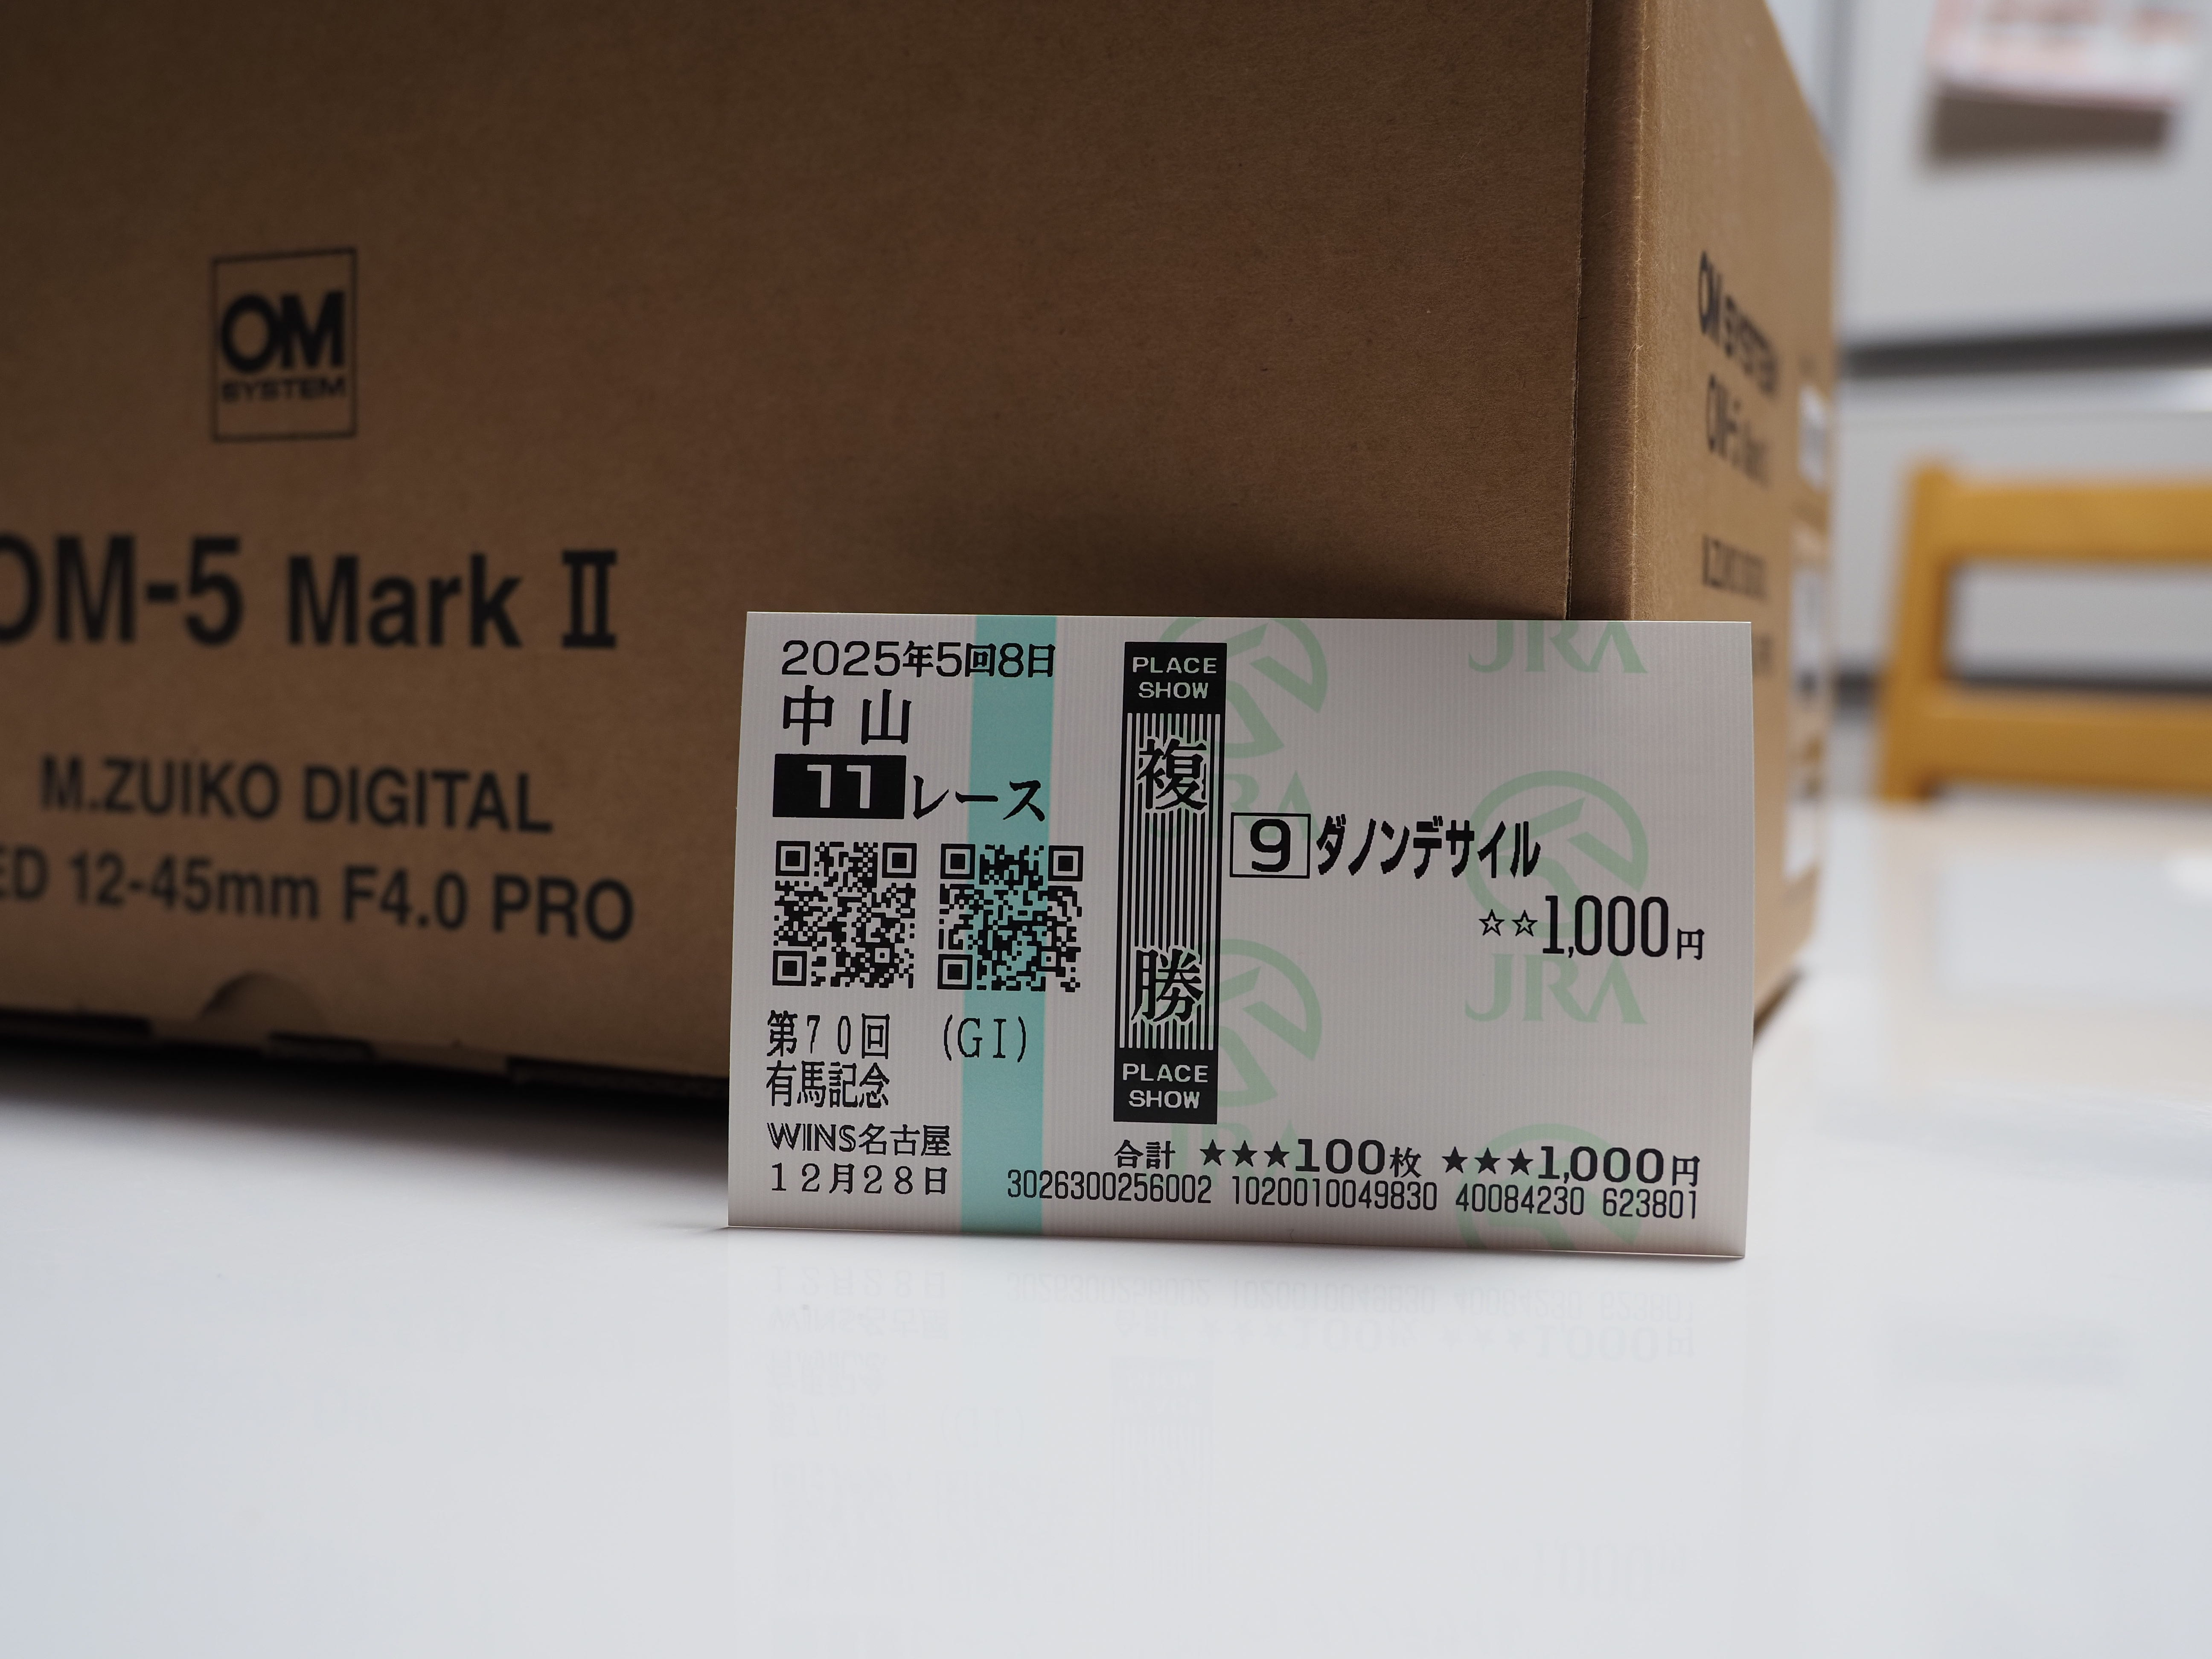 OM
SYSTEM
OM-5 Mark II
M.ZUIKO DIGITAL
ED 12-45mm F4.0 PRO
OM SYSTEM
2025年5回8日
中山
11レース
第70回 (GI)
有馬記念
WINS名古屋
12月28日
PLACE
SHOW
複勝
PLACE
SHOW
9 ダノンデサイル
☆☆1,000円
合計 ★★★100枚 ★★★1,000円
3026300256002 1020010049830 40084230 623801
JRA
JRA